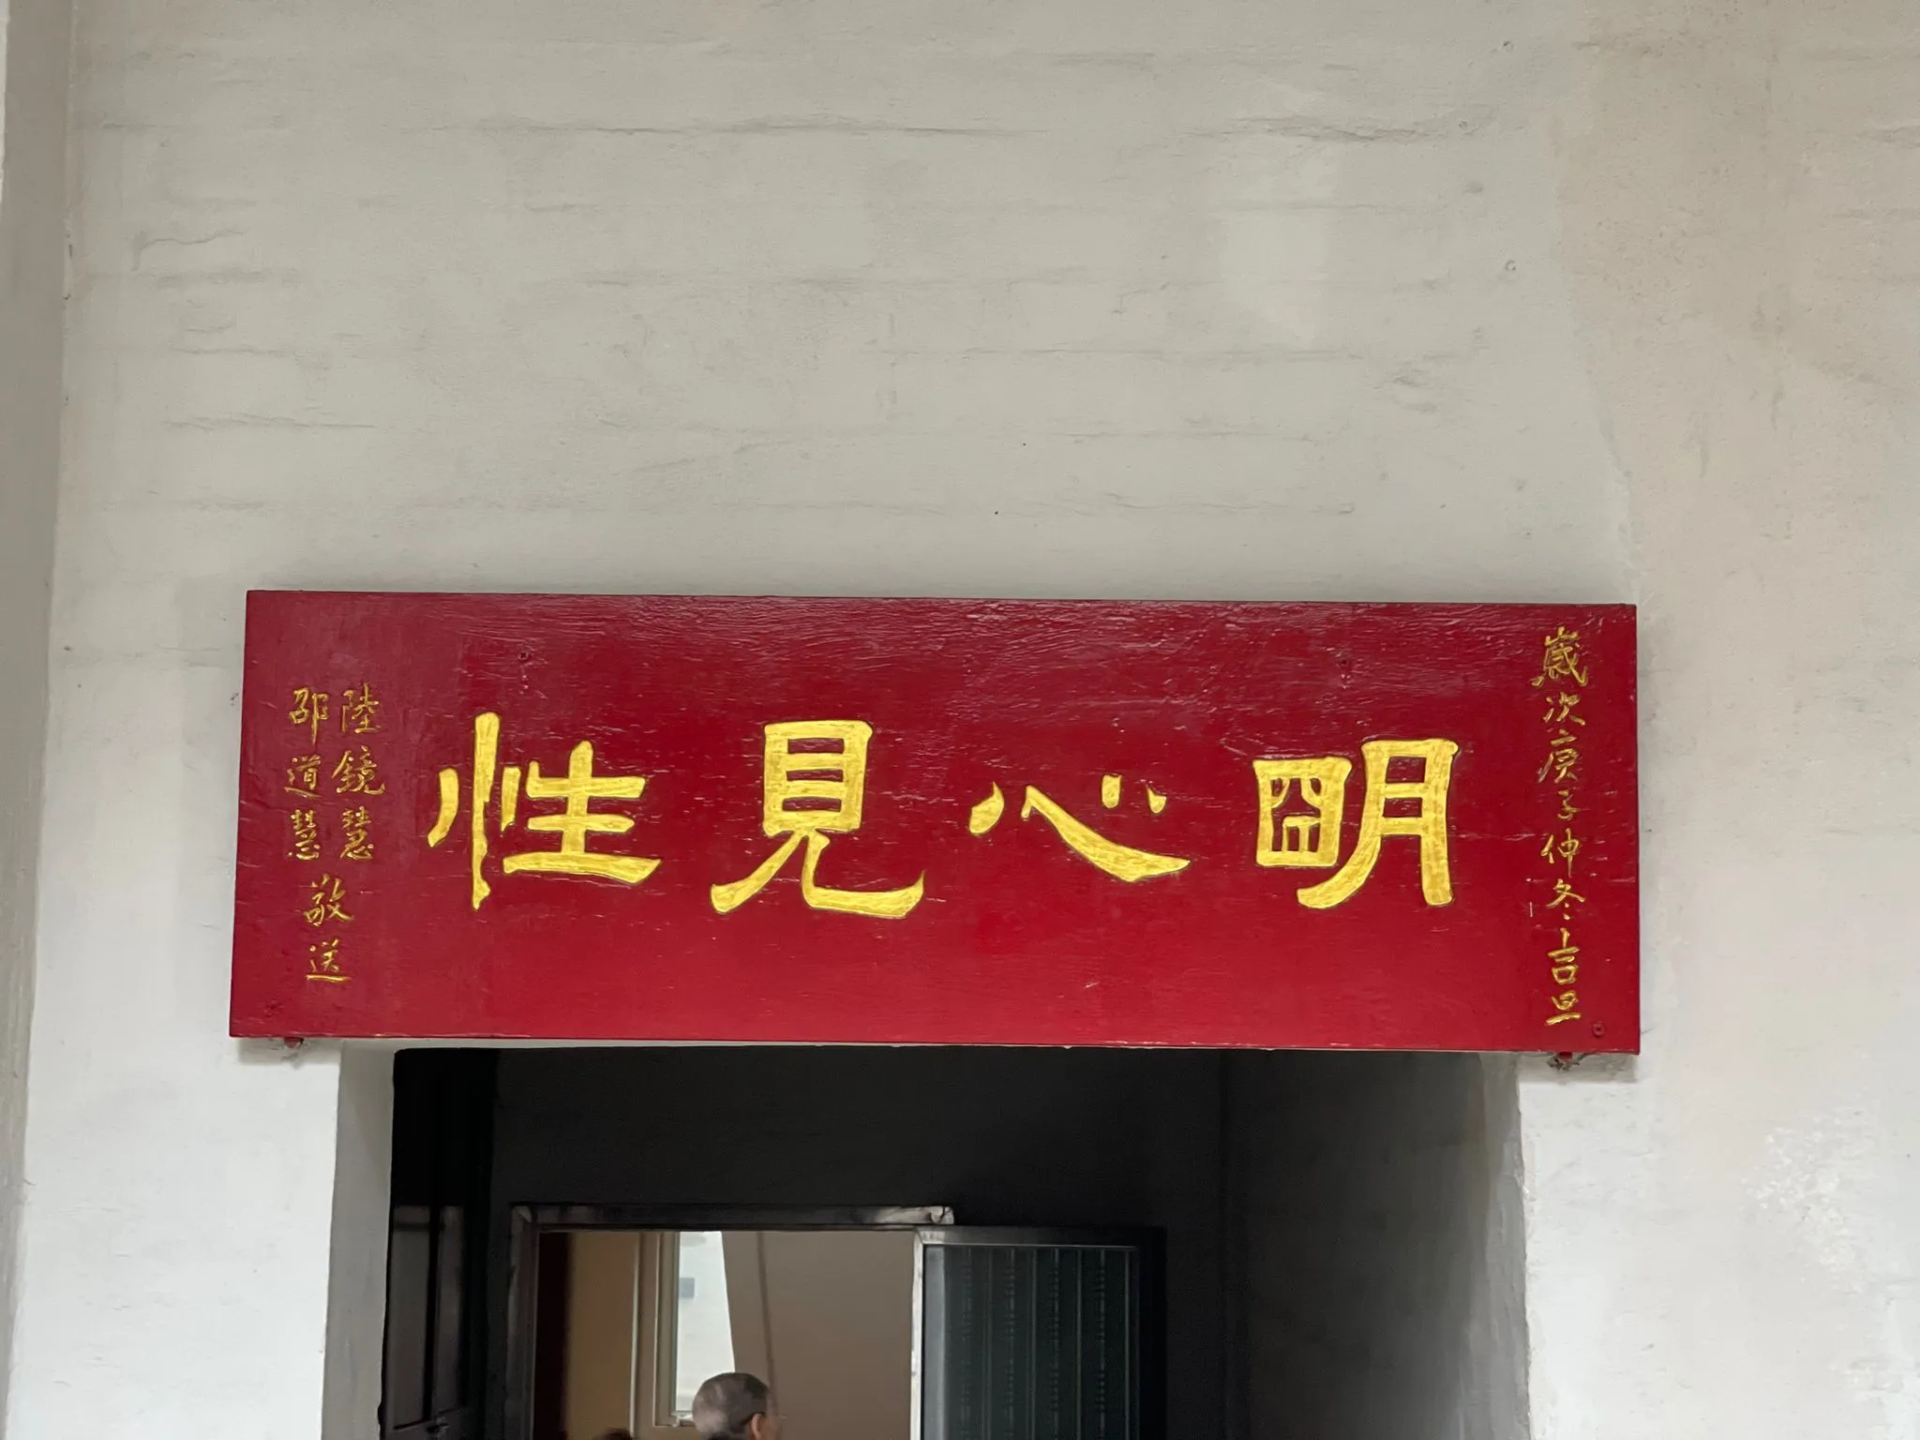 歲次庚子仲冬吉旦
明心見性
陸鏡慧
邵道慧
敬送